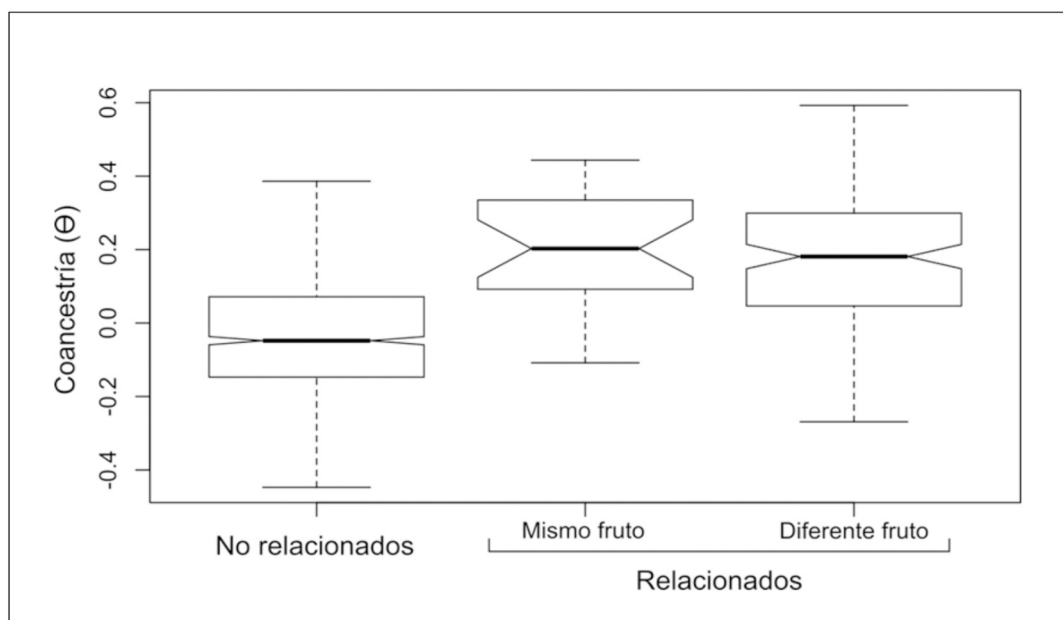 Coancestría (Θ)
0.6
0.4
0.2
0.0
-0.2
-0.4
No relacionados
Mismo fruto
Diferente fruto
Relacionados